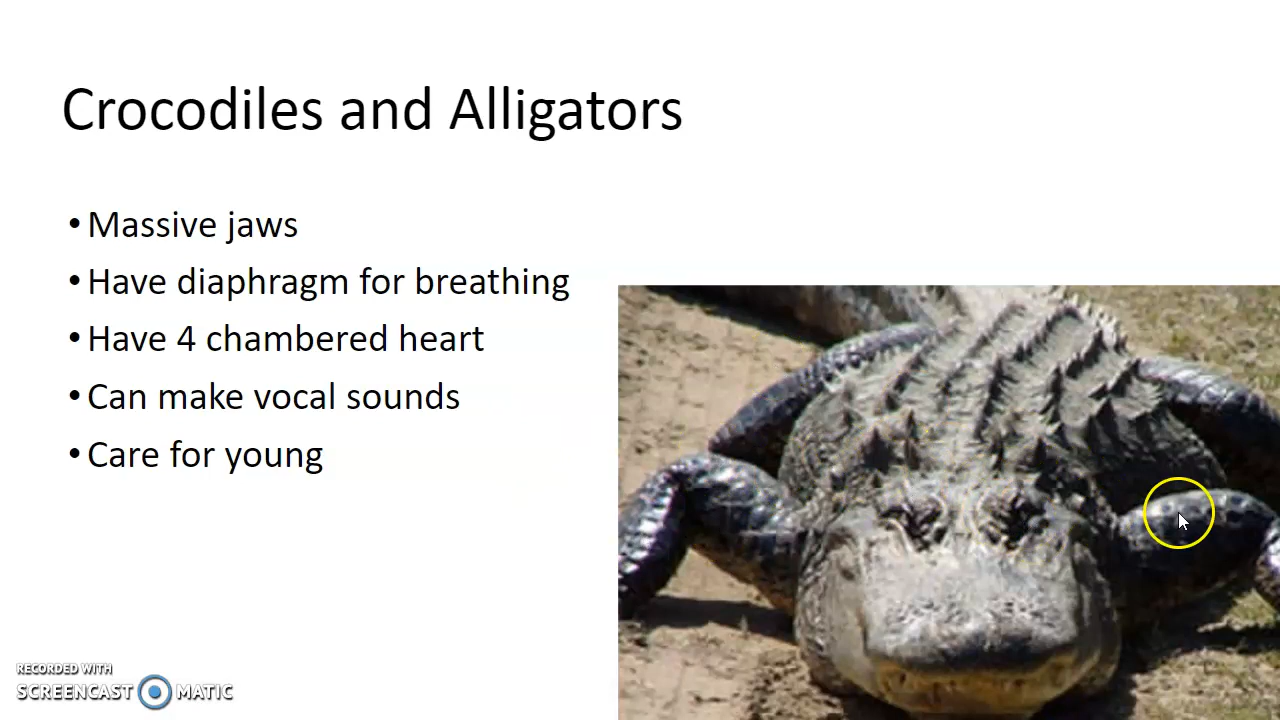 Crocodiles and Alligators
• Massive jaws
• Have diaphragm for breathing
• Have 4 chambered heart
• Can make vocal sounds
• Care for young
RECORDED WITH
SCREENCAST MATIC